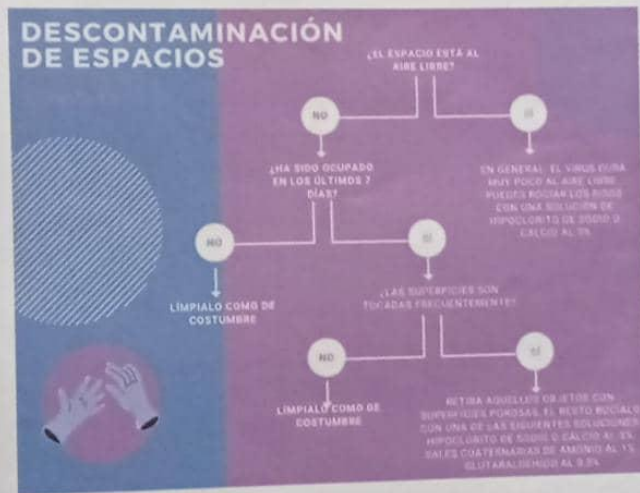 DESCONTAMINACIÓN
DE ESPACIOS
¿EL ESPACIO ESTÁ AL
AIRE LIBRE?
NO
SÍ
¿HA SIDO OCUPADO
EN LOS ÚLTIMOS 7
DÍAS?
EN GENERAL, EL VIRUS DURA
MUY POCO AL AIRE LIBRE.
PUEDES ROCIAR LOS PISOS
CON UNA SOLUCIÓN DE
HIPOCLORITO DE SODIO O
CALCIO AL
NO
SÍ
LÍMPIALO COMO DE
COSTUMBRE
¿LAS SUPERFICIES SON
TOCADAS FRECUENTEMENTE?
NO
SÍ
LÍMPIALO COMO DE
COSTUMBRE
RETIRA AQUELLOS OBJETOS CON
SUPERFICIES POROSAS. EL RESTO ROCÍALO
CON UNA DE LAS SIGUIENTES SOLUCIONES
HIPOCLORITO DE SODIO O CALCIO AL
SALES CUATERNARIAS DE AMONIO AL 1%
GLUTARALDEHIDO AL